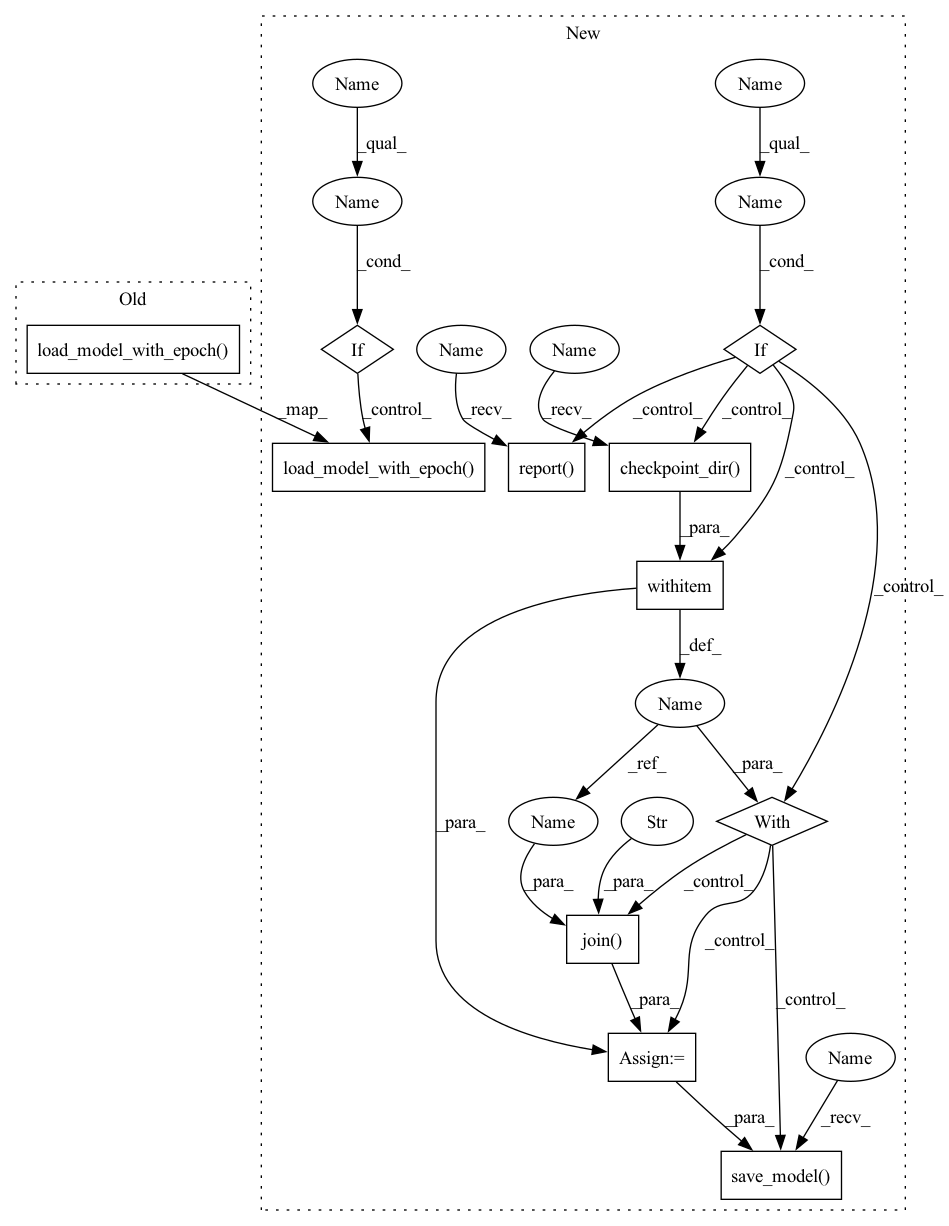 New
Name
Name
_qual_
_qual_
Name
Name
_cond_
_cond_
Old
load_model_with_epoch()
If
Name
Name
If
_map_
_control_
_recv_
_recv_
_control_
_control_
load_model_with_epoch()
report()
checkpoint_dir()
_control_
_para_
withitem
_control_
_def_
Name
_ref_
_para_
_para_
Name
Str
With
_para_
_para_
_control_
join()
_control_
_para_
_control_
Assign:=
Name
_para_
_recv_
save_model()